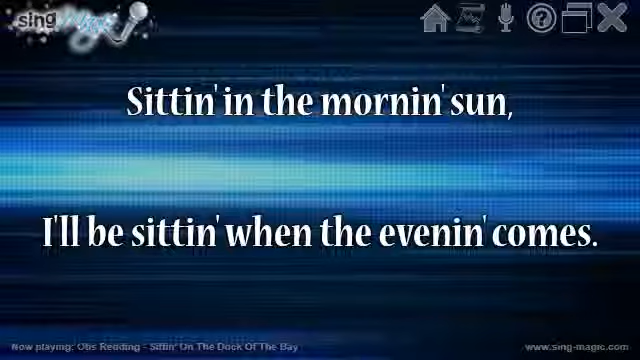 sing Magic
Sittin' in the mornin' sun,
I'll be sittin' when the evenin' comes.
Now playing: Otis Redding - Sittin' On The Dock Of The Bay
www.sing-magic.com